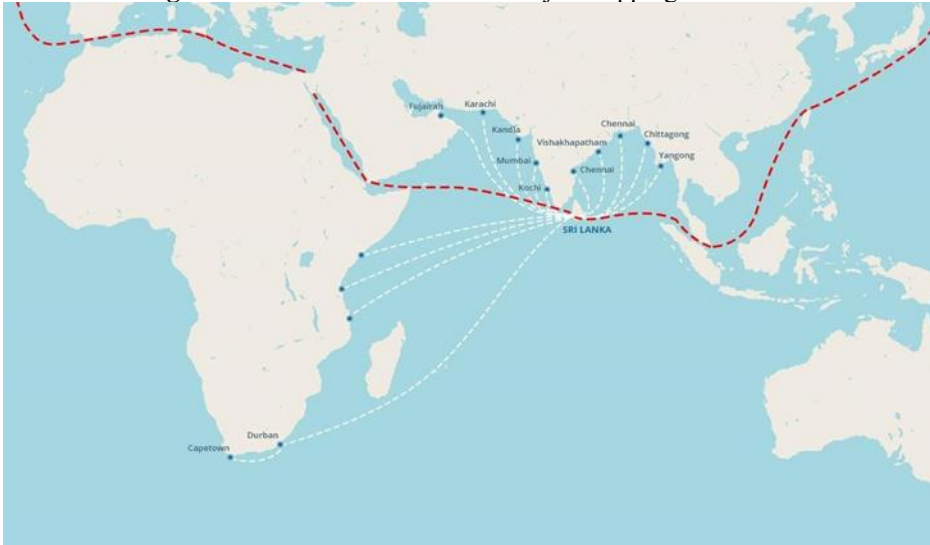 Fujairah
Karachi
Kandla
Mumbai
Kochi
Vishakhapatham
Chennai
Chennai
Chittagong
Yangong
SRI LANKA
Durban
Capetown